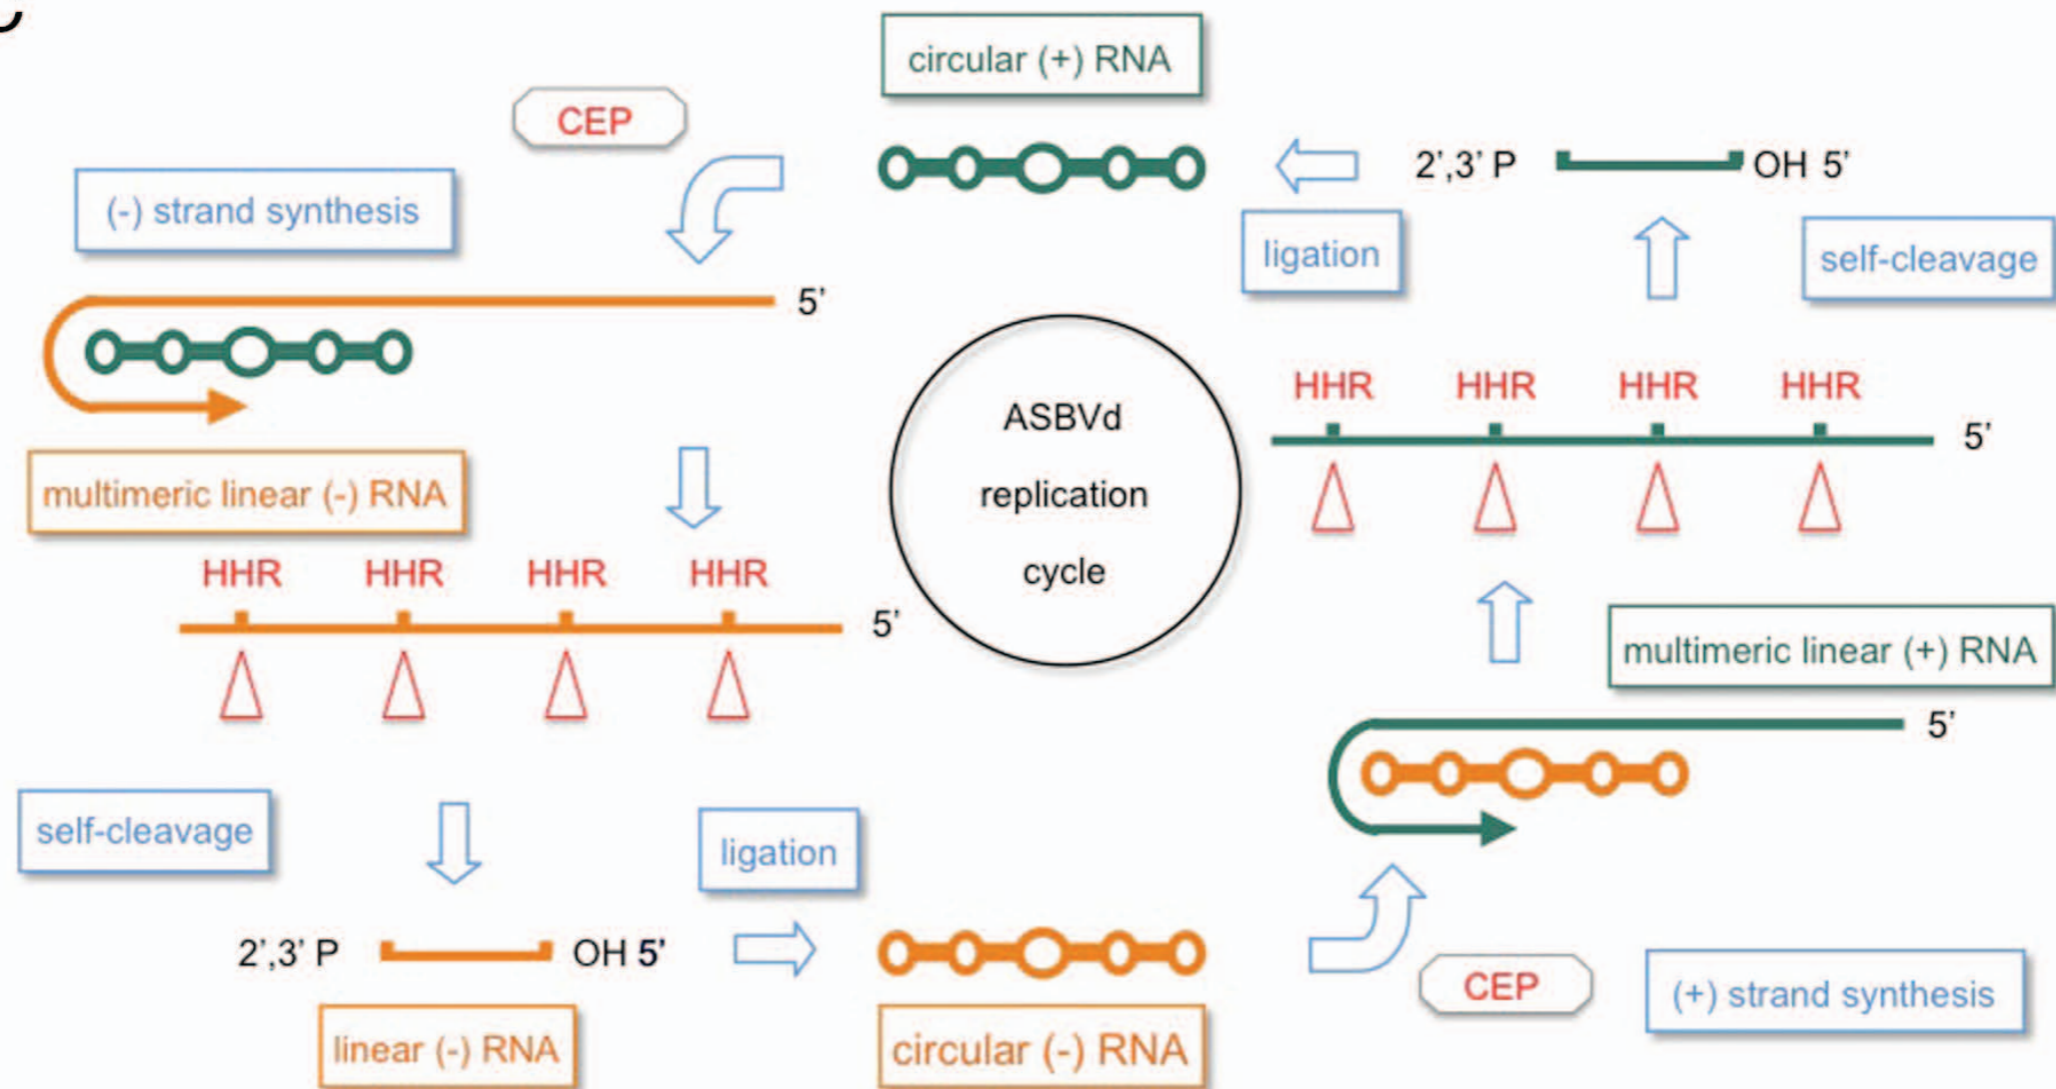 circular (+) RNA
CEP
2’,3’ P
OH 5’
(-) strand synthesis
ligation
self-cleavage
5’
HHR HHR HHR HHR
5’
ASBVd
replication
cycle
multimeric linear (-) RNA
HHR HHR HHR HHR
5’
multimeric linear (+) RNA
5’
self-cleavage
ligation
2’,3’ P
OH 5’
CEP
(+) strand synthesis
linear (-) RNA
circular (-) RNA